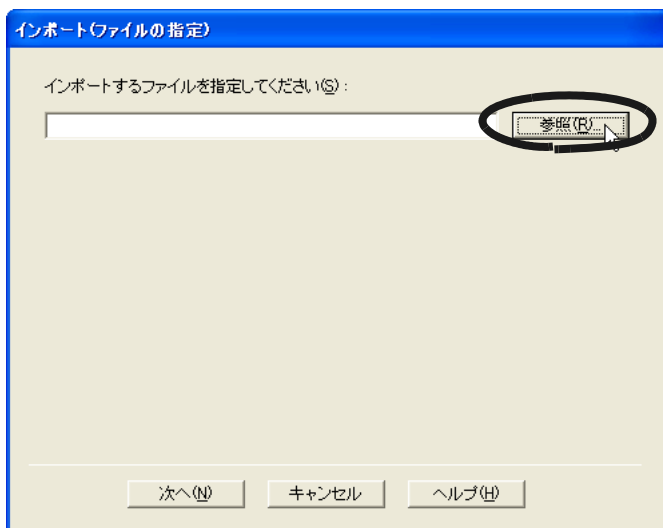 インポート(ファイルの指定)
インポートするファイルを指定してください(S):
参照(R)...
次へ(N) キャンセル ヘルプ(H)